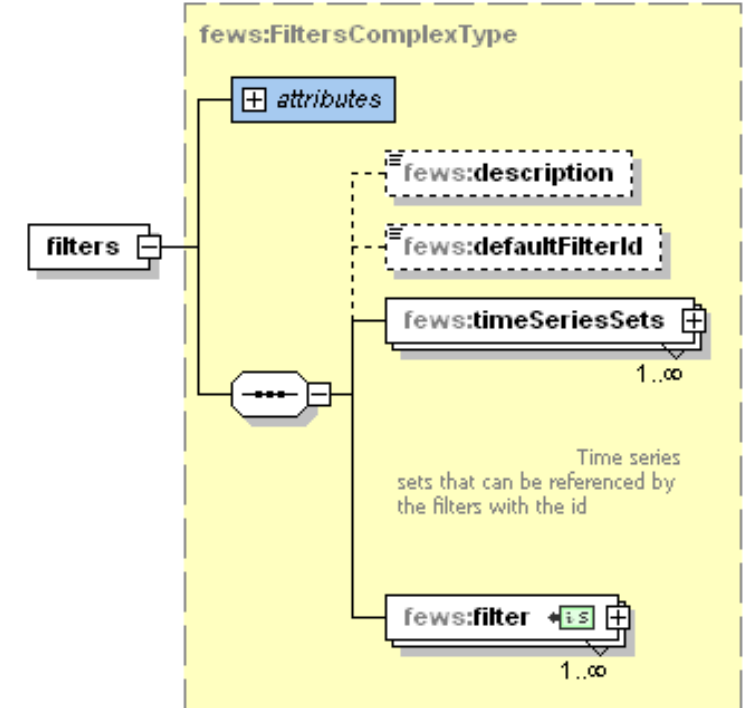 fews:FiltersComplexType
attributes
fews:description
fews:defaultFilterId
filters
fews:timeSeriesSets
1..∞
Time series
sets that can be referenced by
the filters with the id
fews:filter is
1..∞